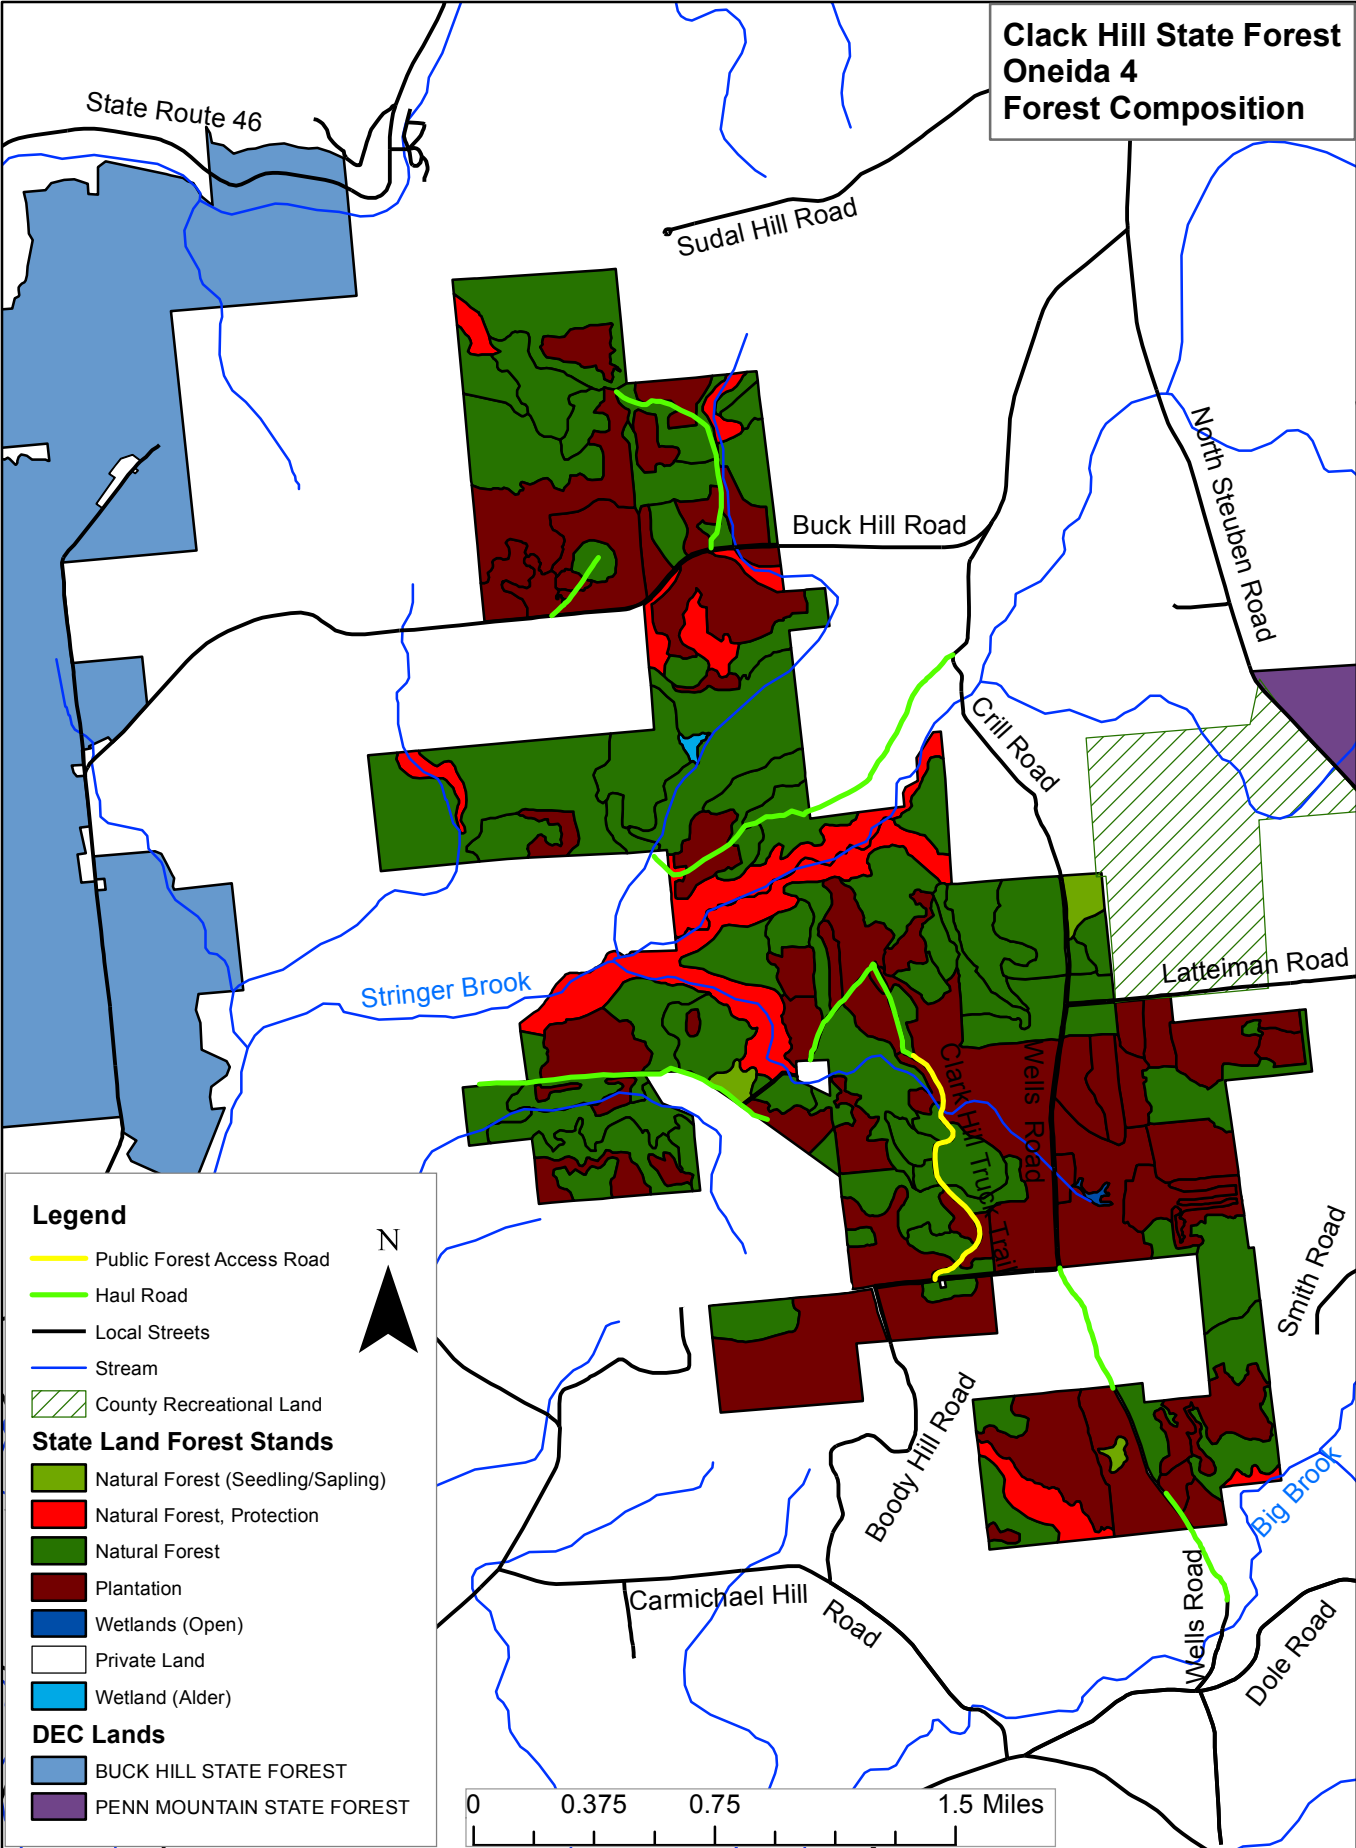 Clack Hill State Forest
Oneida 4
Forest Composition
State Route 46
Sudal Hill Road
North Steuben Road
Buck Hill Road
Crill Road
Latteiman Road
Stringer Brook
Clark Hill Truck Trail
Wells Road
Smith Road
Boody Hill Road
Big Brook
Carmichael Hill
Road
Wells Road
Dole Road
Legend
N
Public Forest Access Road
Haul Road
Local Streets
Stream
County Recreational Land
State Land Forest Stands
Natural Forest (Seedling/Sapling)
Natural Forest, Protection
Natural Forest
Plantation
Wetlands (Open)
Private Land
Wetland (Alder)
DEC Lands
BUCK HILL STATE FOREST
PENN MOUNTAIN STATE FOREST
0 0.375 0.75 1.5 Miles